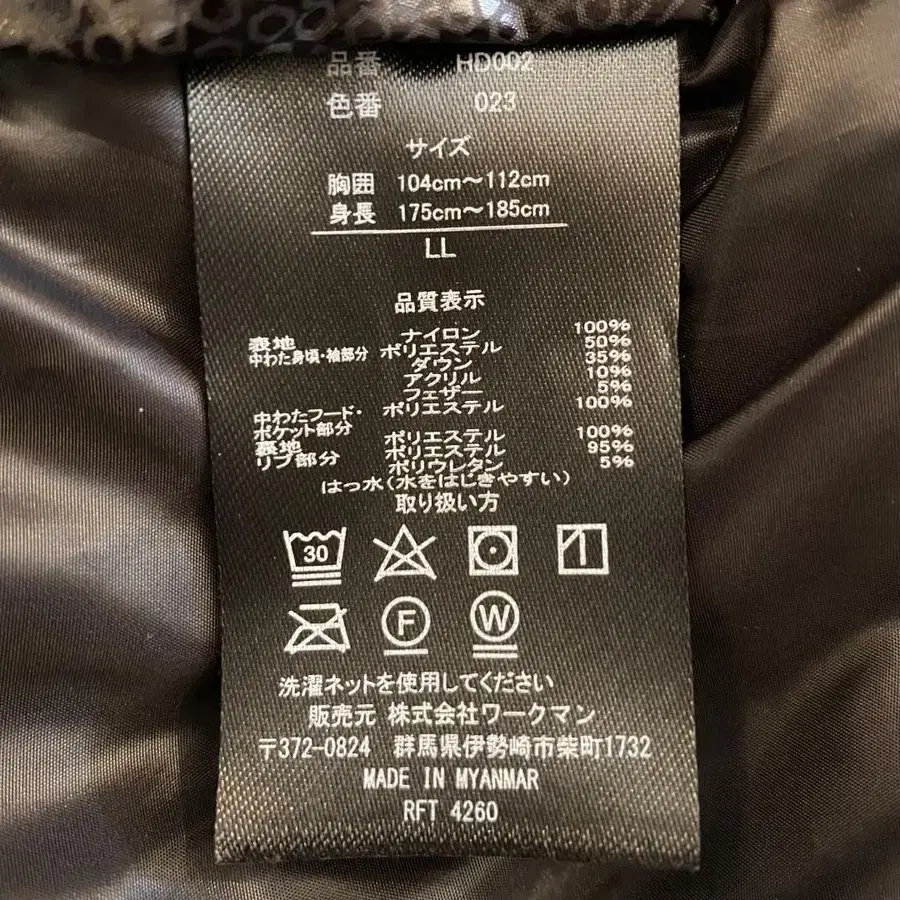 品番 HD002
色番 023
サイズ
胸囲 104cm～112cm
身長 175cm～185cm
LL
品質表示
表地 ナイロン 100%
中わた身頃・袖部分 ポリエステル 50%
ダウン 35%
アクリル 10%
フェザー 5%
中わたフード・ ポリエステル 100%
ポケット部分
裏地 ポリエステル 100%
リブ部分 ポリエステル 95%
ポリウレタン 5%
はっ水(水をはじきやすい)
取り扱い方
30
F W
洗濯ネットを使用してください
販売元 株式会社ワークマン
〒372-0824 群馬県伊勢崎市柴町1732
MADE IN MYANMAR
RFT 4260